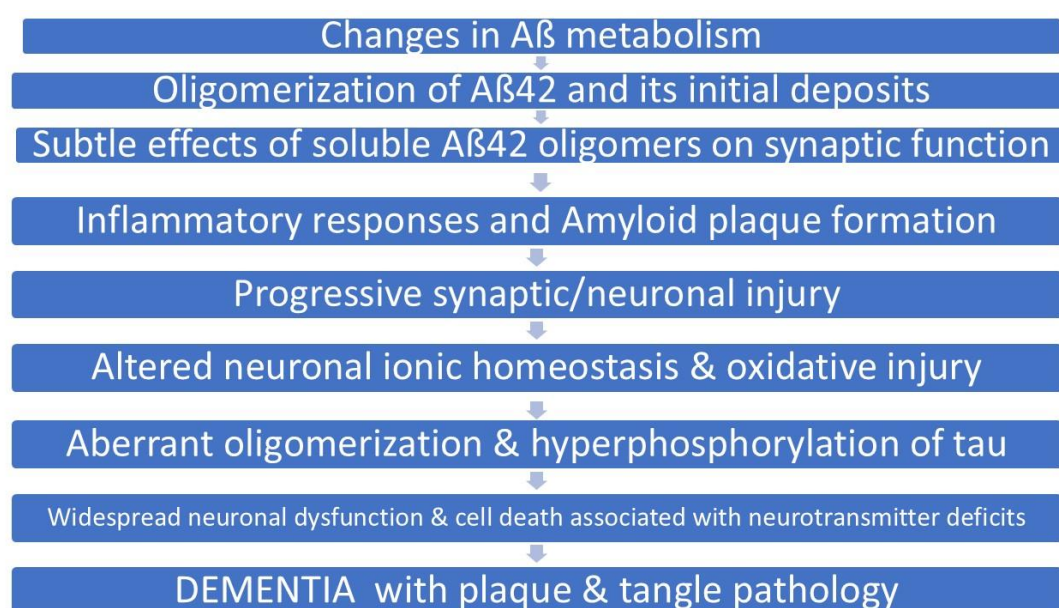 Changes in Aß metabolism
Oligomerization of Aß42 and its initial deposits
Subtle effects of soluble Aß42 oligomers on synaptic function
Inflammatory responses and Amyloid plaque formation
Progressive synaptic/neuronal injury
Altered neuronal ionic homeostasis & oxidative injury
Aberrant oligomerization & hyperphosphorylation of tau
Widespread neuronal dysfunction & cell death associated with neurotransmitter deficits
DEMENTIA with plaque & tangle pathology